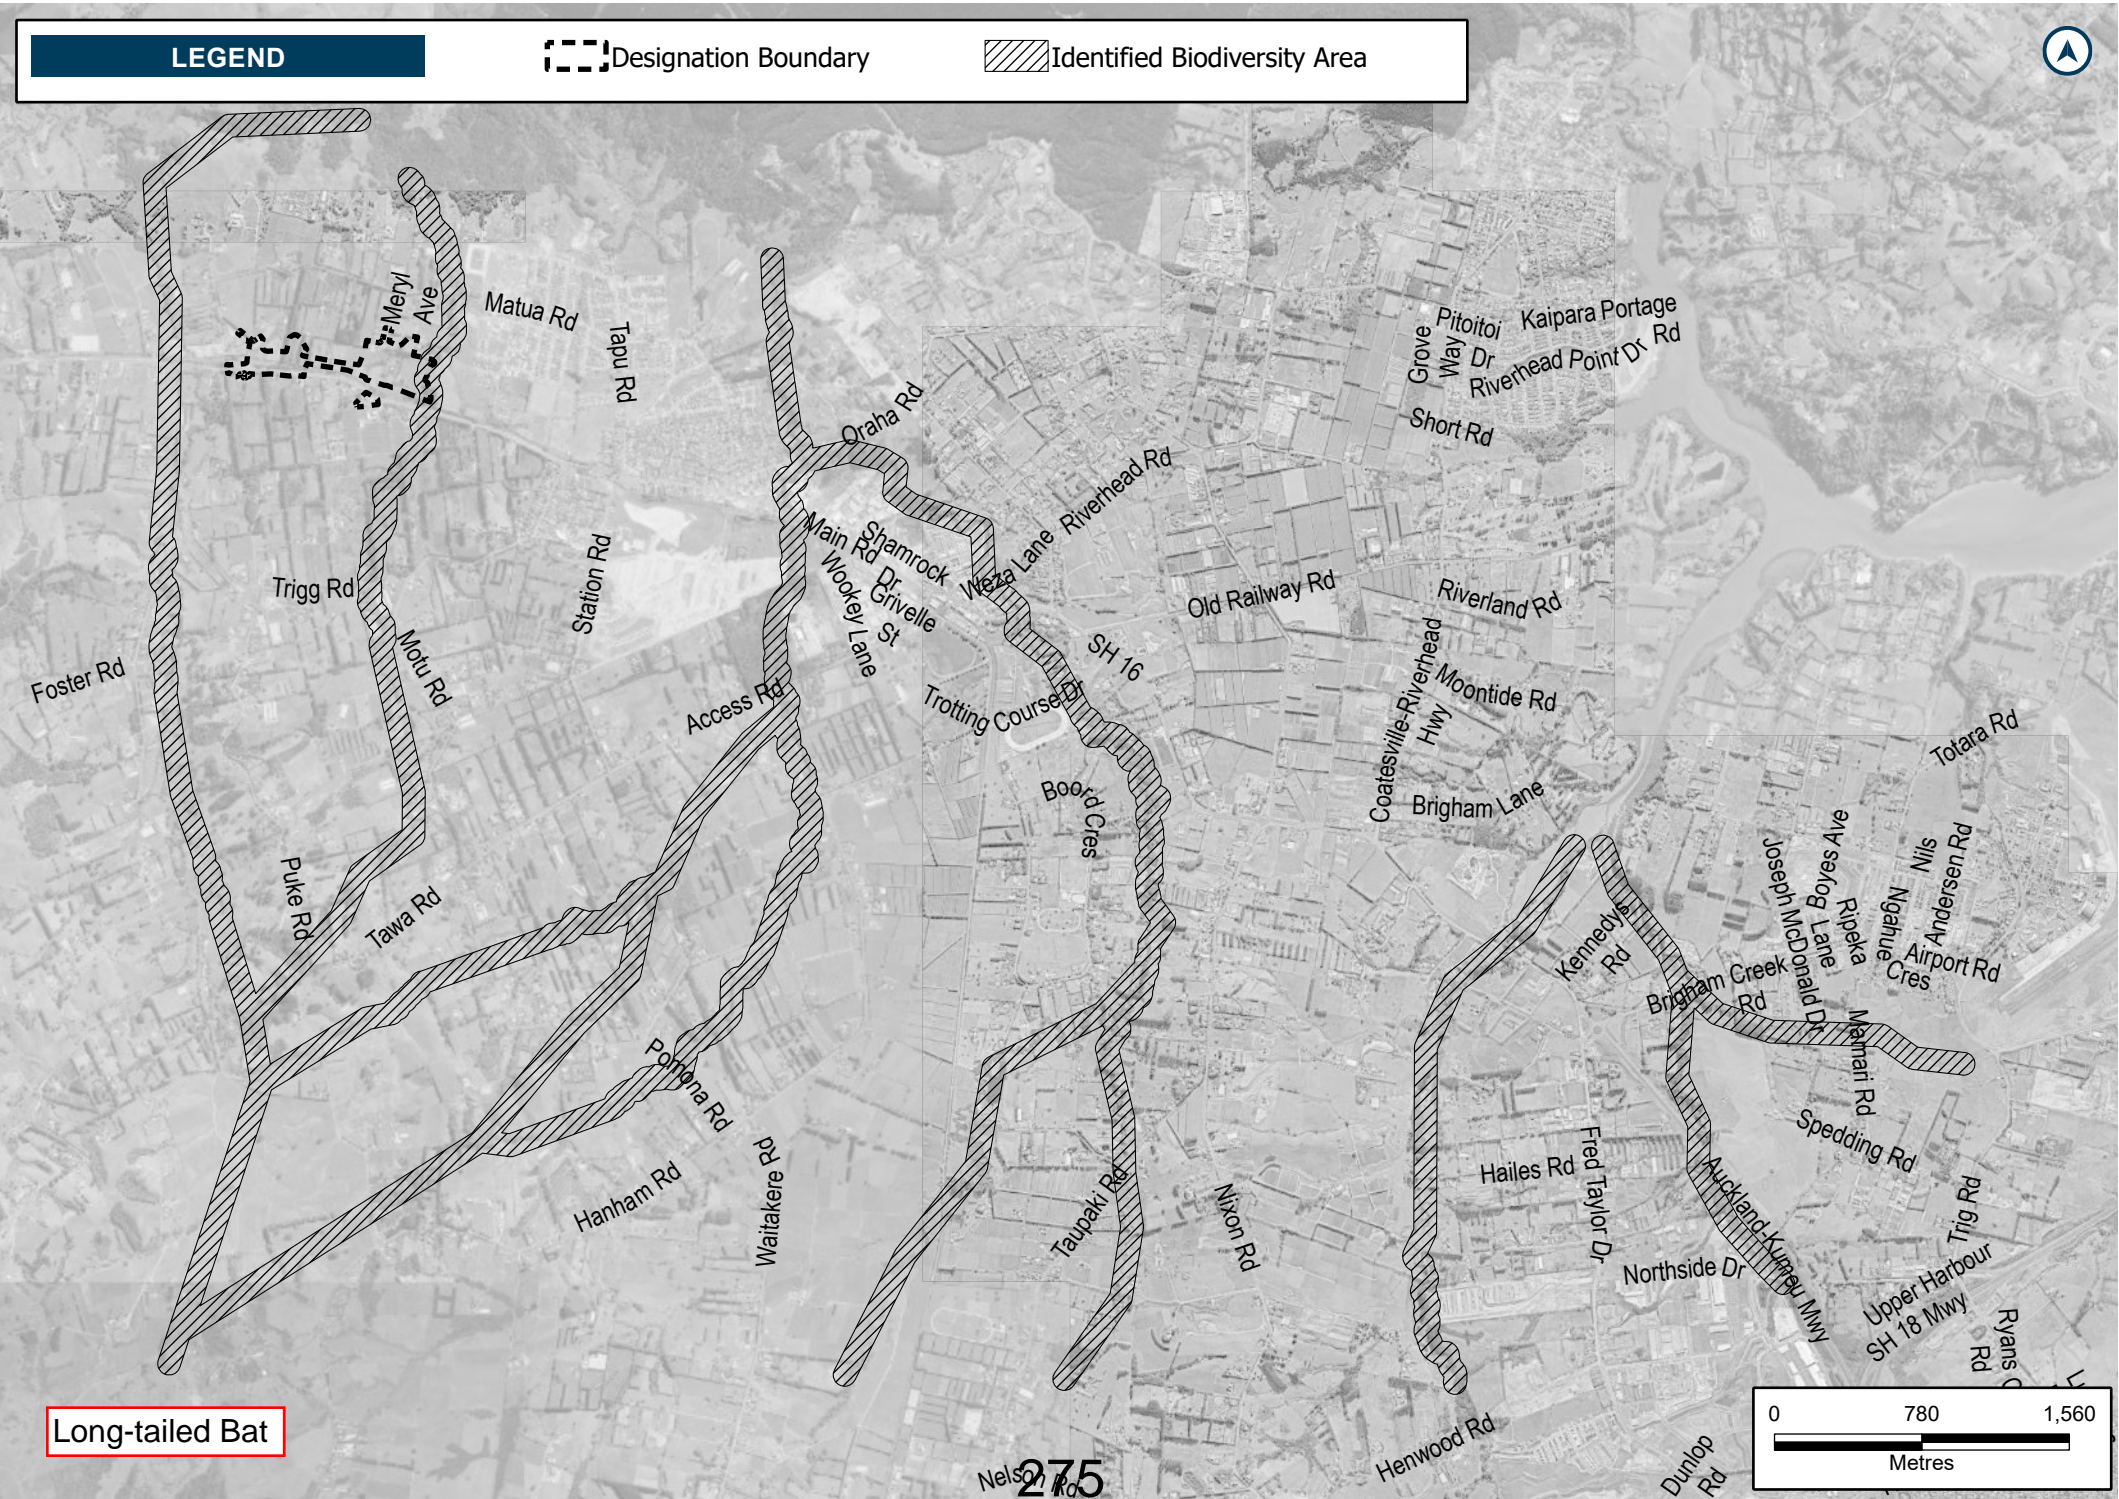 LEGEND
Designation Boundary
Identified Biodiversity Area
Meryl
Ave
Matua Rd
Tapu Rd
Oraha Rd
Riverhead Rd
Grove
Way
Pitoitoi
Dr
Kaipara Portage
Rd
Riverhead Point Dr
Short Rd
Main Rd
Shamrock
Dr
Wookey Lane
Grivelle
St
Weza Lane
Old Railway Rd
Riverland Rd
Trigg Rd
Station Rd
Motu Rd
Foster Rd
Access Rd
SH 16
Trotting Course Dr
Coatesville-Riverhead
Hwy
Moontide Rd
Totara Rd
Boord Cres
Brigham Lane
Puke Rd
Tawa Rd
Kennedys
Rd
Joseph McDonald Dr
Boyes Ave
Ripeka
Lane
Nils
Andersen Rd
Ngahue
Cres
Airport Rd
Brigham Creek
Rd
Mamari Rd
Pomona Rd
Spedding Rd
Hanham Rd
Waitakere Rd
Taupaki Rd
Nixon Rd
Hailes Rd
Fred Taylor Dr
Auckland-Kumeu Mwy
Trig Rd
Northside Dr
Upper Harbour
SH 18 Mwy
Ryans
Rd
Long-tailed Bat
Henwood Rd
Dunlop
Rd
Nelson Rd
275
0 780 1,560
Metres